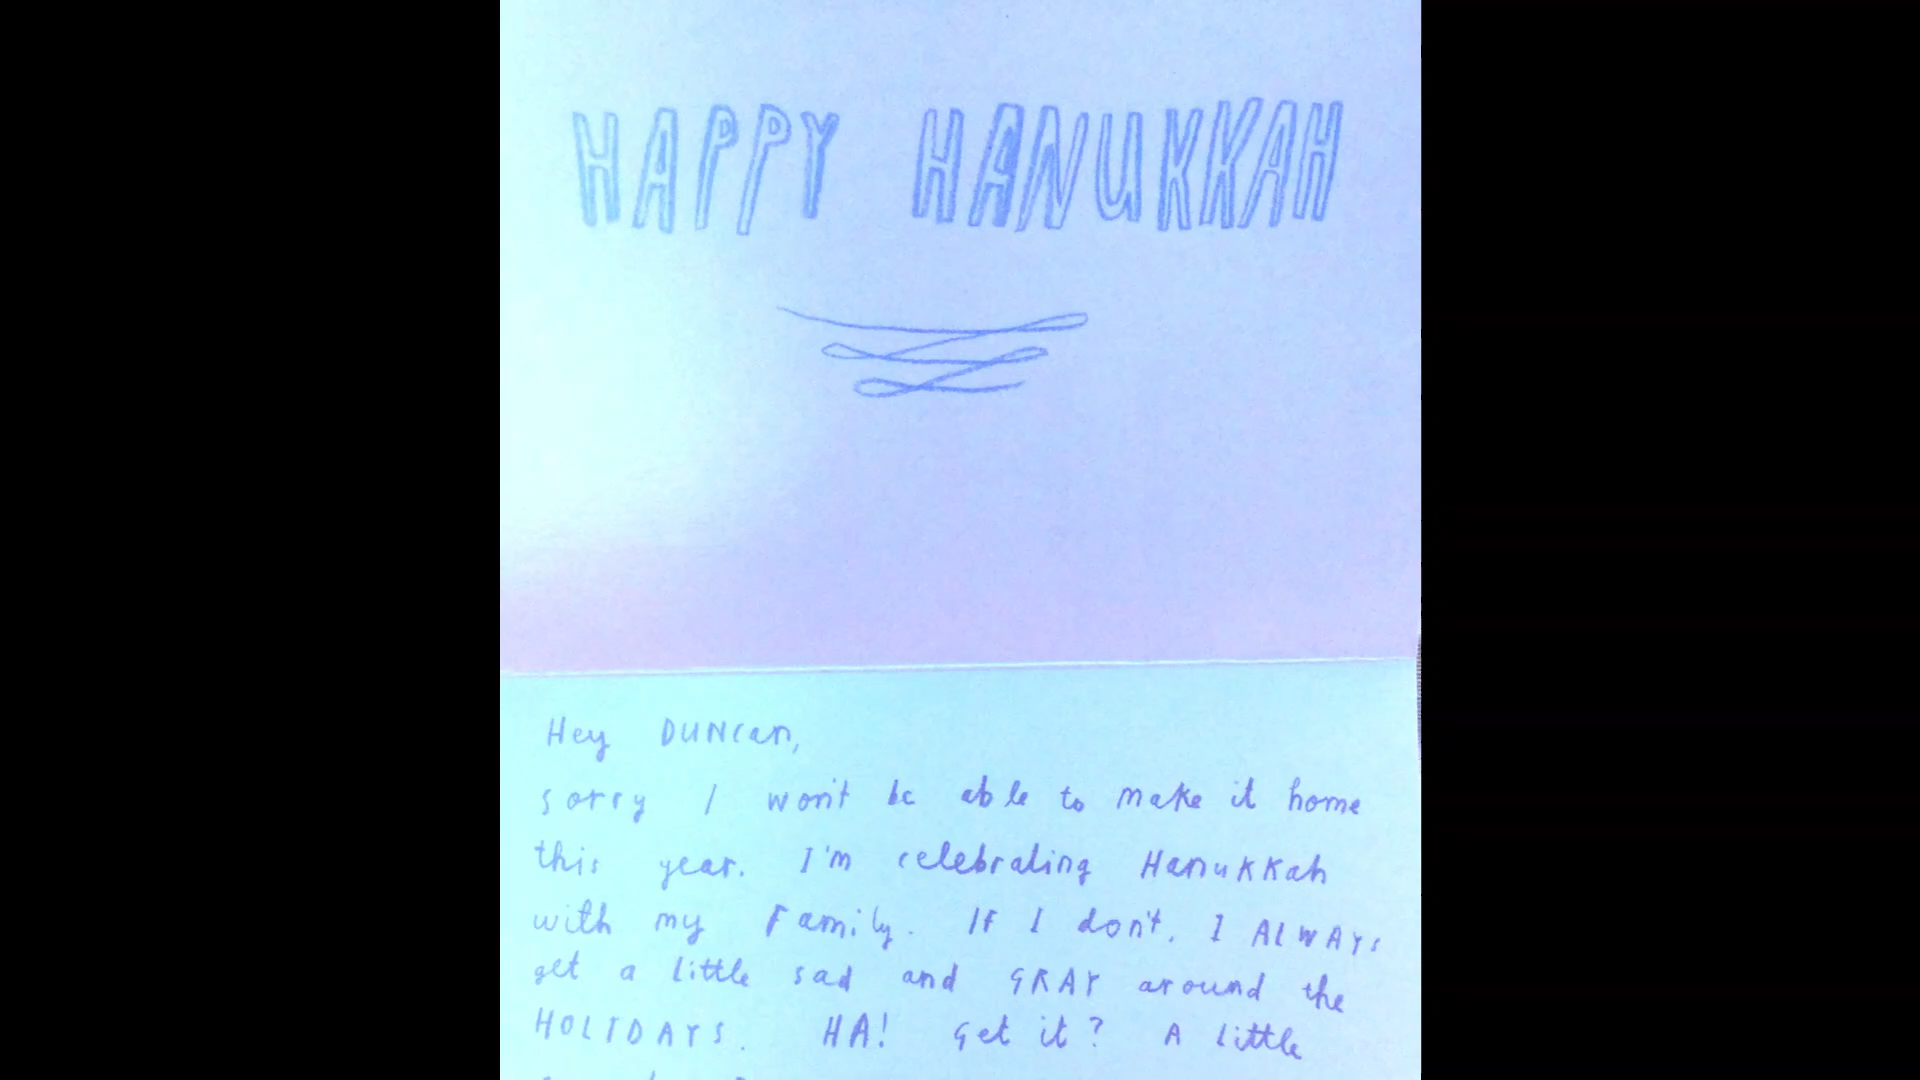 HAPPY HANUKKAH
Hey DUNCan,
sorry I won't be able to make it home
this year. I'm celebrating Hanukkah
with my Family. IF I don't, I ALWAYS
get a little sad and GRAY around the
HOLIDAYS. HA! Get it? A little